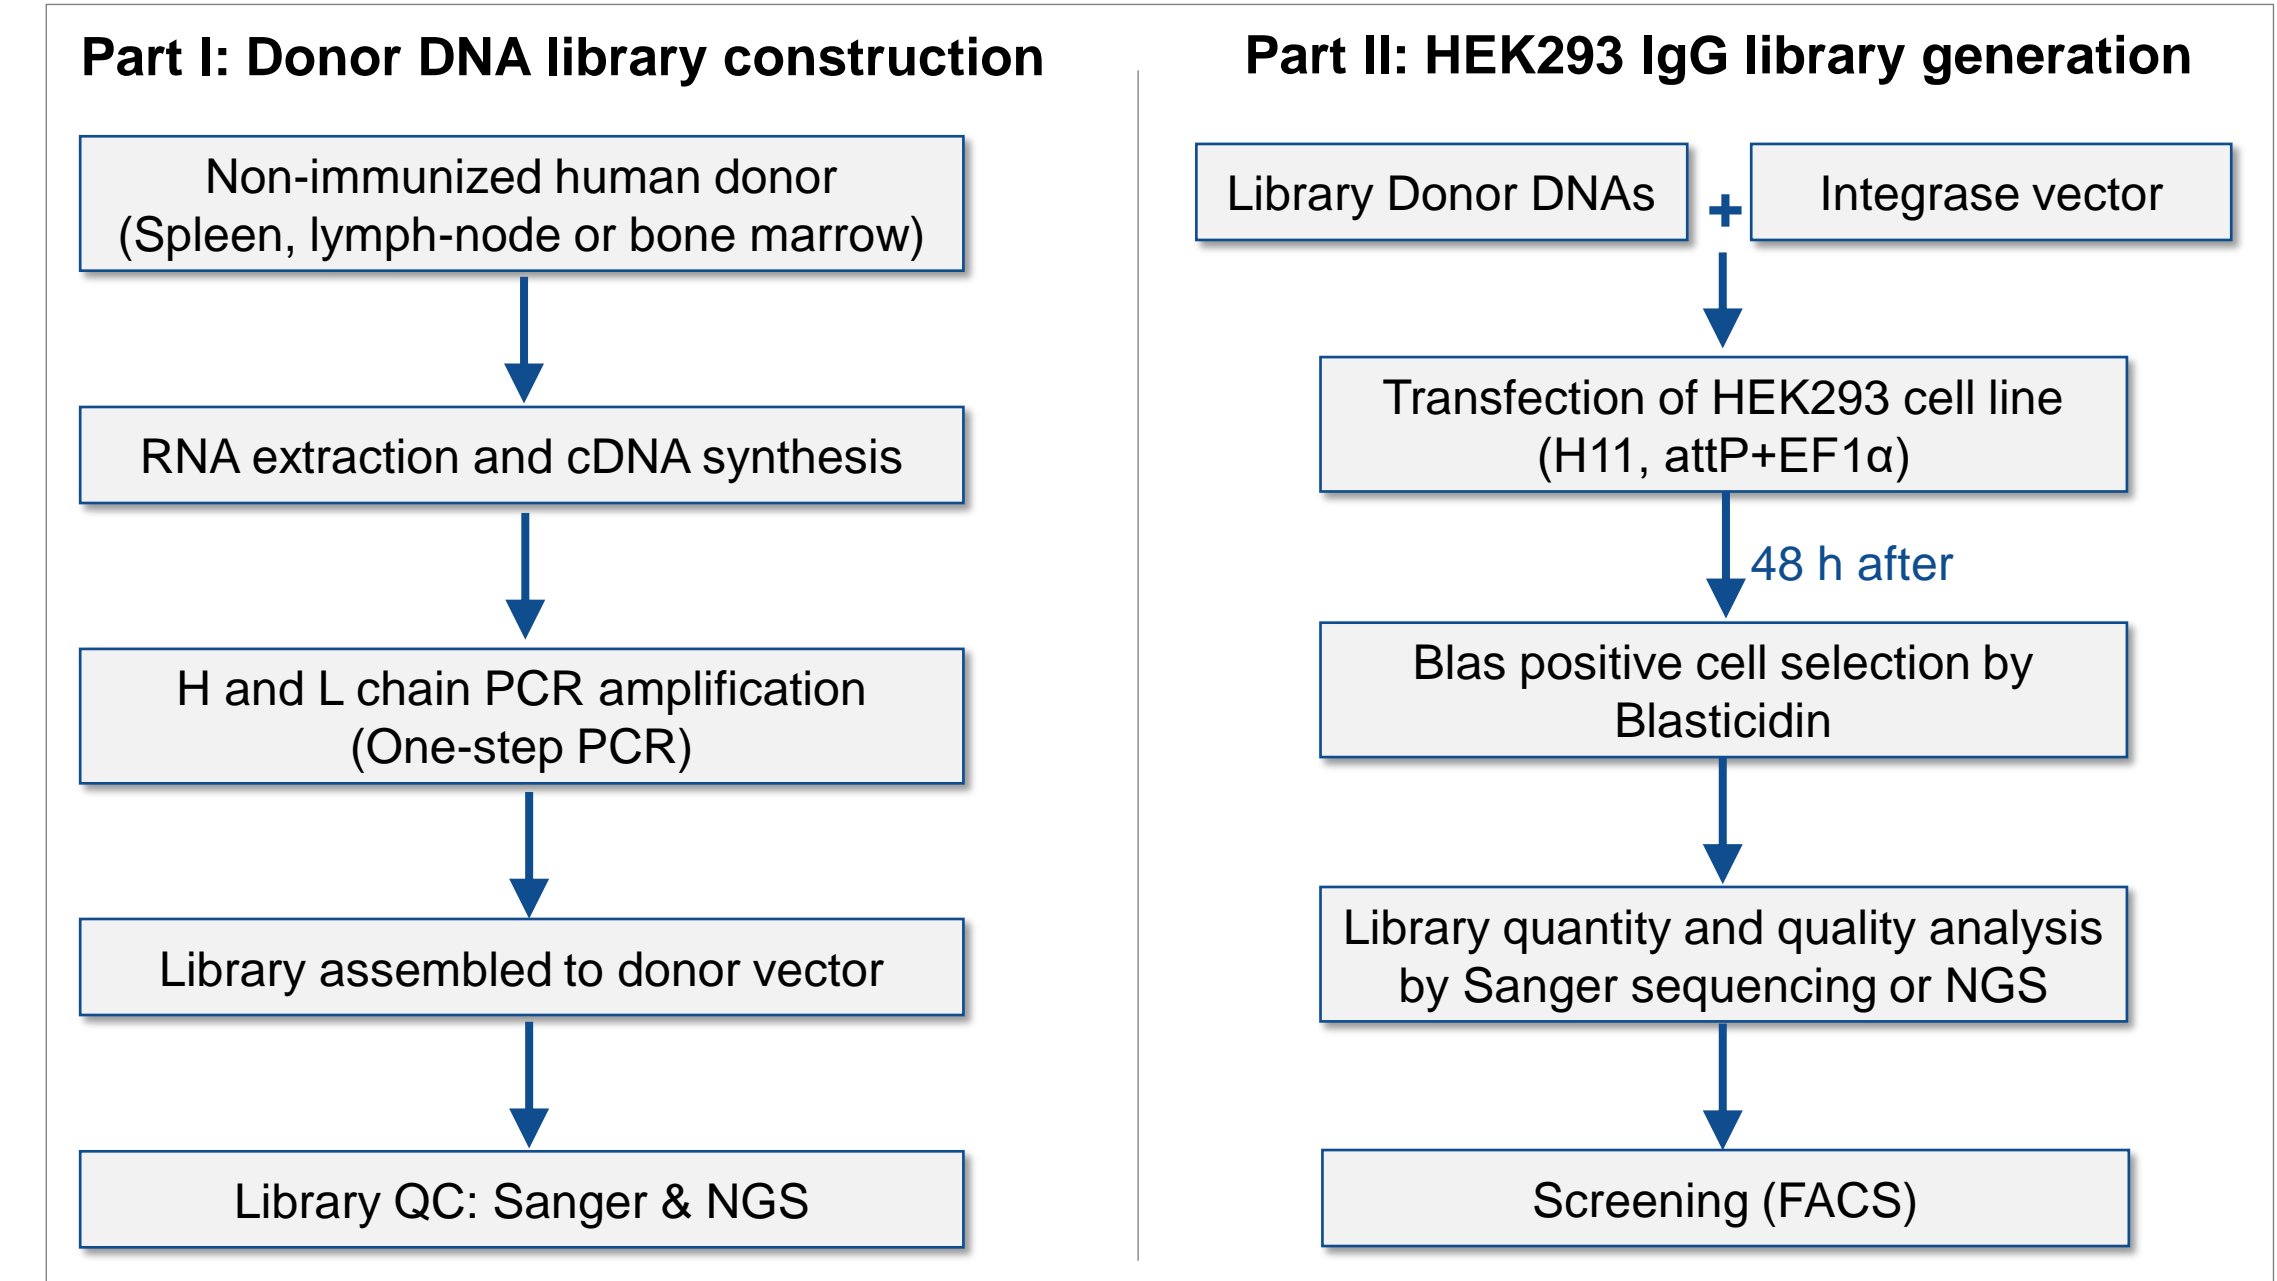 Part I: Donor DNA library construction
Non-immunized human donor
(Spleen, lymph-node or bone marrow)
RNA extraction and cDNA synthesis
H and L chain PCR amplification
(One-step PCR)
Library assembled to donor vector
Library QC: Sanger & NGS
Part II: HEK293 IgG library generation
Library Donor DNAs + Integrase vector
Transfection of HEK293 cell line
(H11, attP+EF1α)
48 h after
Blas positive cell selection by
Blasticidin
Library quantity and quality analysis
by Sanger sequencing or NGS
Screening (FACS)